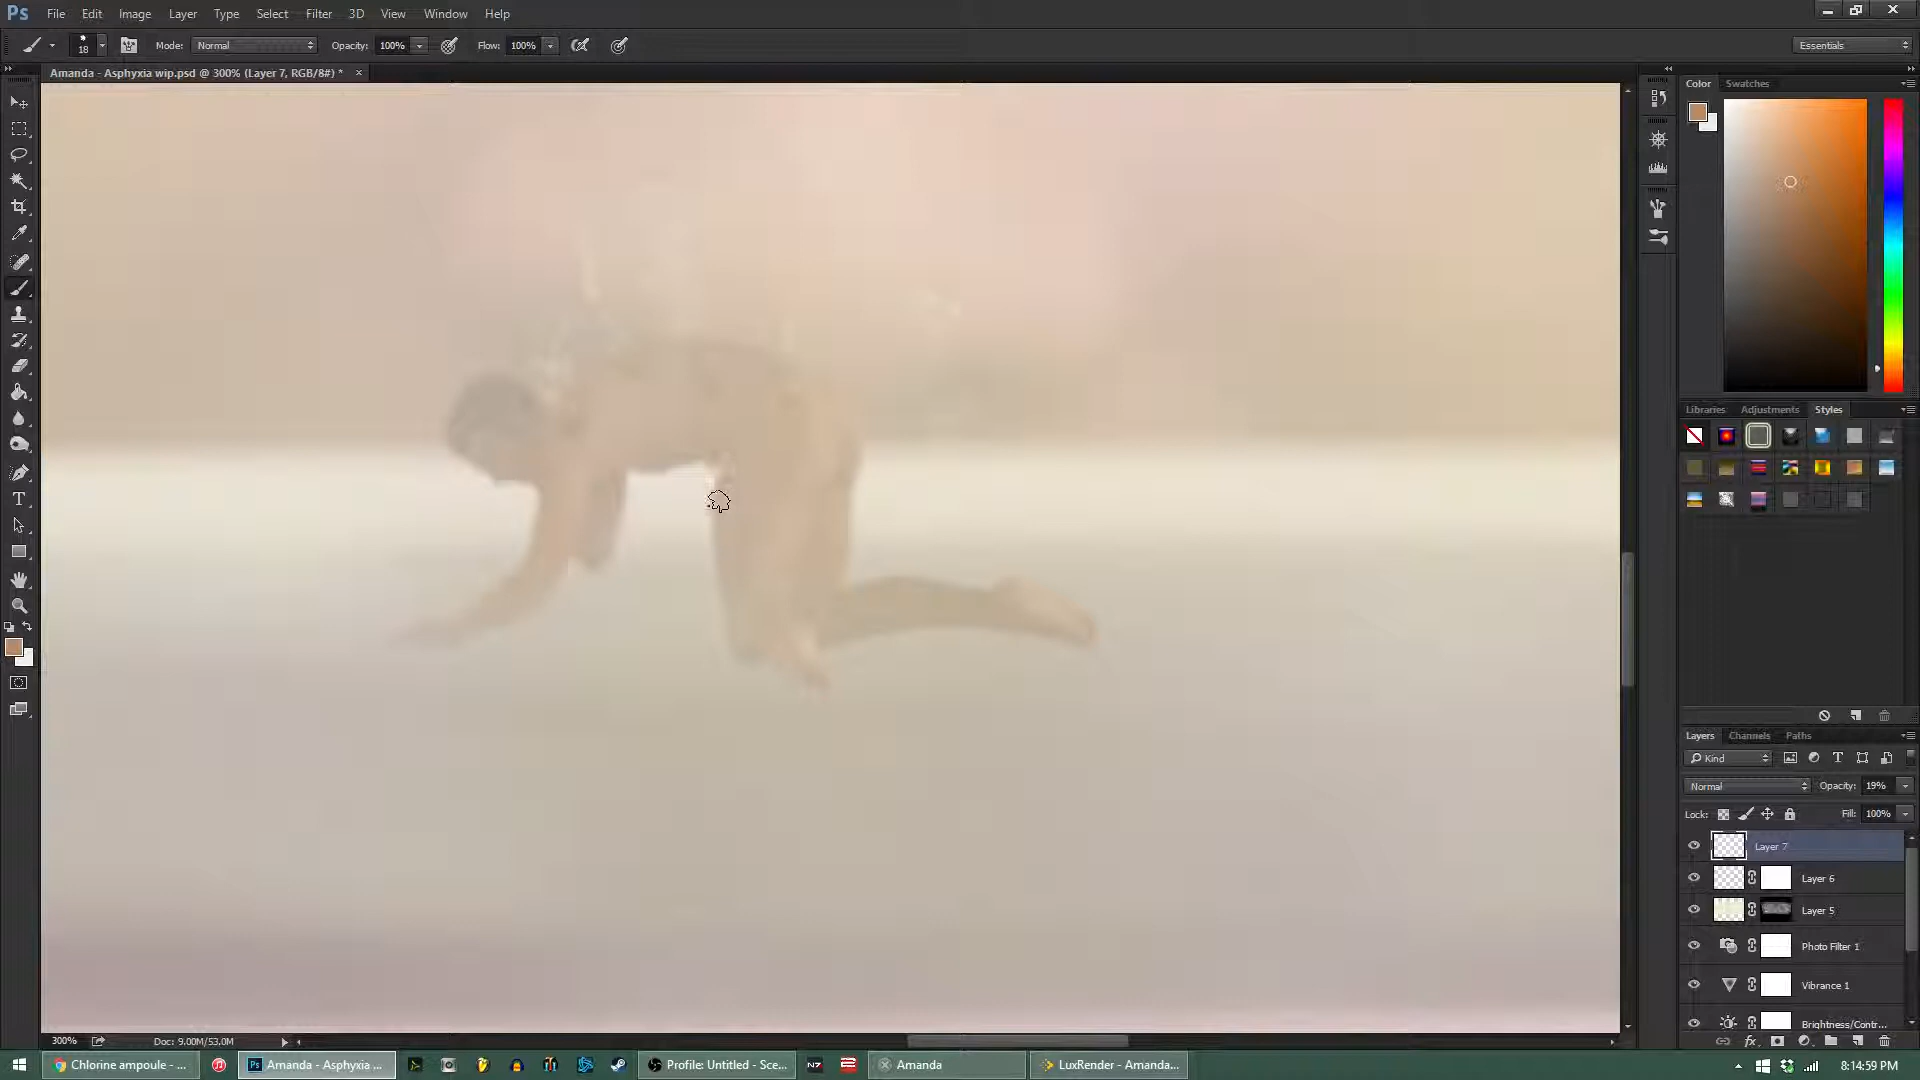 Ps File Edit Image Layer Type Select Filter 3D View Window Help
18 Mode: Normal Opacity: 100% Flow: 100% Essentials
Amanda - Asphyxia wip.psd @ 300% (Layer 7, RGB/8#) * ×
Color Swatches
Libraries Adjustments Styles
Layers Channels Paths
Kind
Normal Opacity: 19%
Lock: Fill: 100%
Layer 7
Layer 6
Layer 5
Photo Filter 1
Vibrance 1
Brightness/Contr...
300% Doc: 9.00M/53.0M
Chlorine ampoule - ... Ps Amanda - Asphyxia ... Profile: Untitled - Sce... N7 Amanda LuxRender - Amanda... 8:14:59 PM